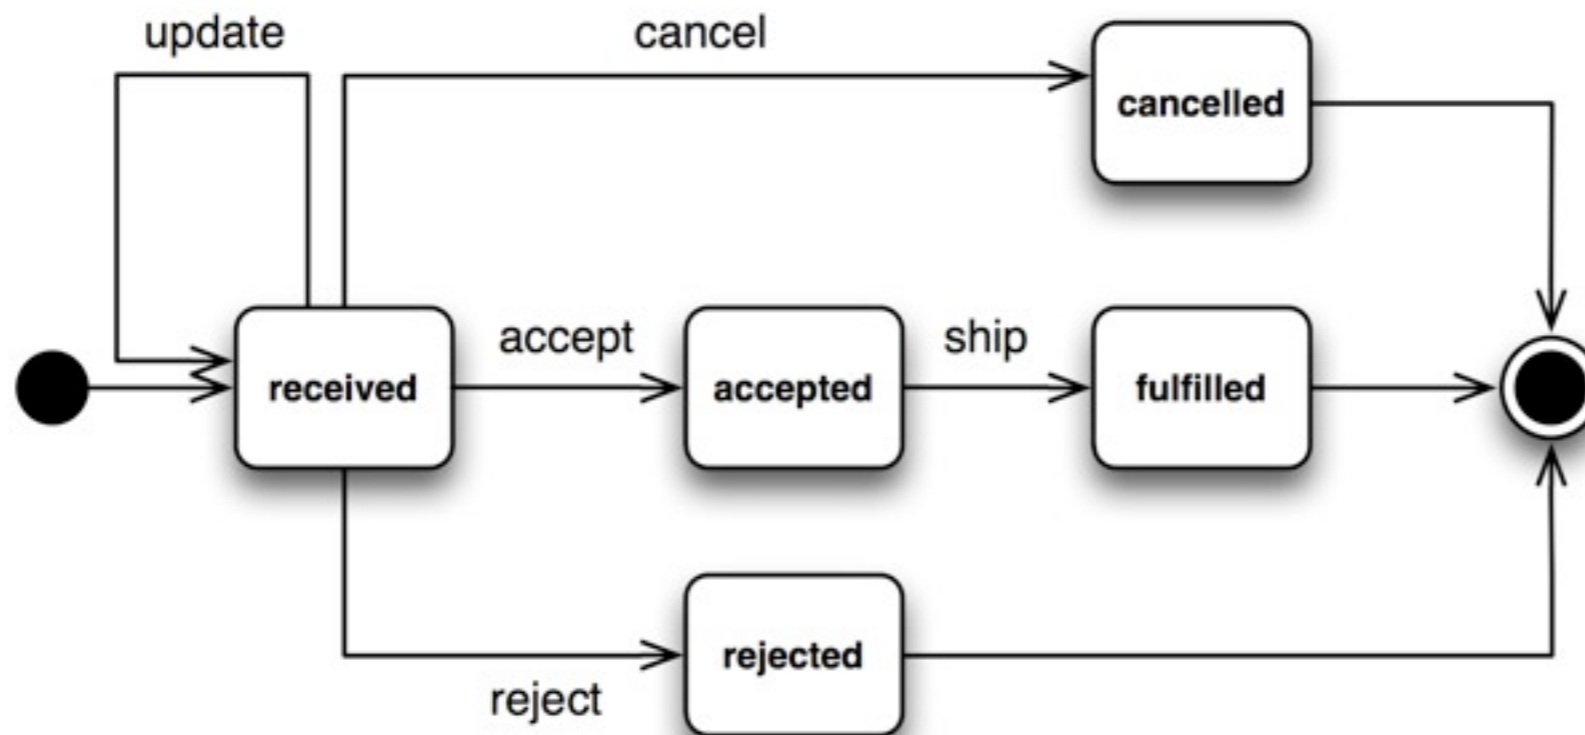 update
cancel
cancelled
accept
ship
received
accepted
fulfilled
rejected
reject